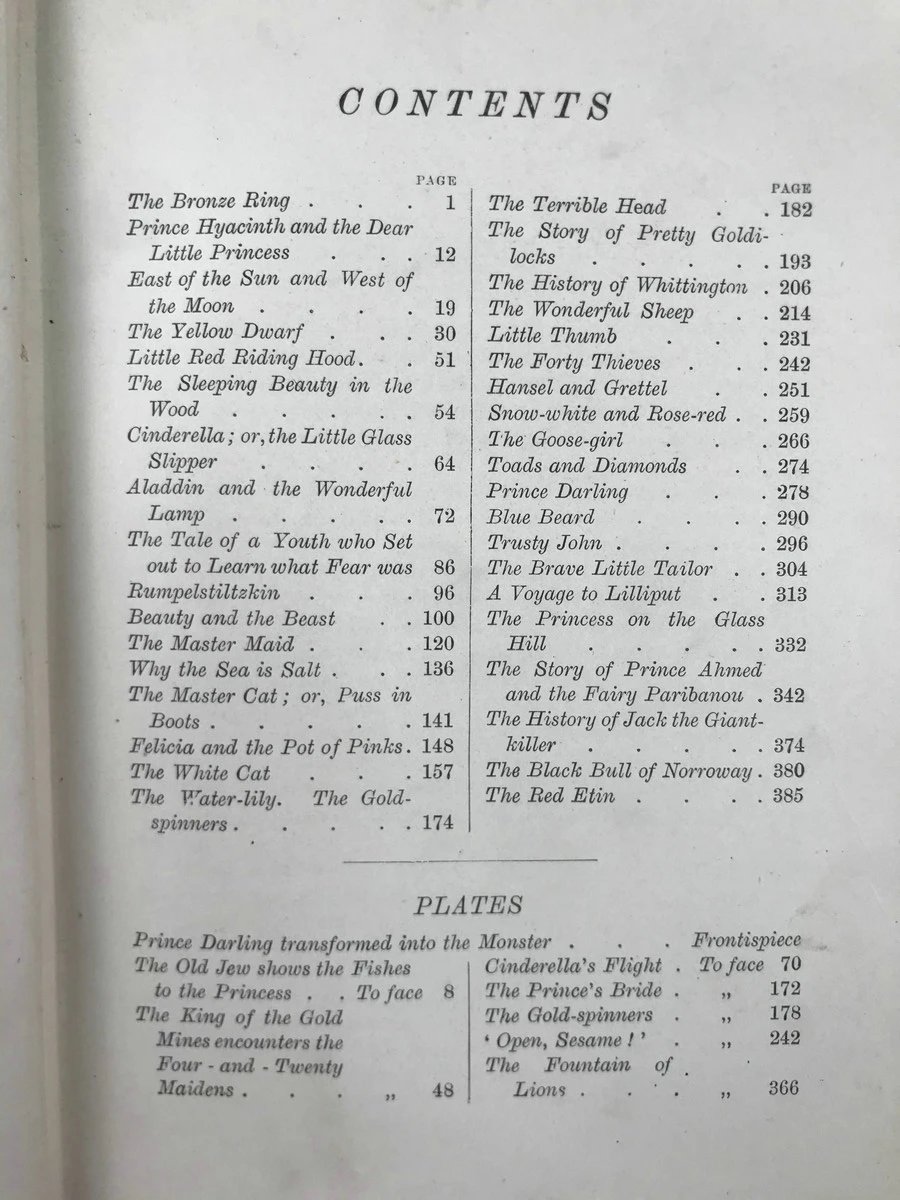 CONTENTS
PAGE
The Bronze Ring . . . 1
Prince Hyacinth and the Dear
Little Princess . . . 12
East of the Sun and West of
the Moon . . . . 19
The Yellow Dwarf . . . 30
Little Red Riding Hood . . 51
The Sleeping Beauty in the
Wood . . . . . 54
Cinderella; or, the Little Glass
Slipper . . . . 64
Aladdin and the Wonderful
Lamp . . . . . 72
The Tale of a Youth who Set
out to Learn what Fear was 86
Rumpelstiltzkin . . . 96
Beauty and the Beast . . 100
The Master Maid . . . 120
Why the Sea is Salt . . . 136
The Master Cat; or, Puss in
Boots . . . . . 141
Felicia and the Pot of Pinks . 148
The White Cat . . . 157
The Water-lily. The Gold-
spinners . . . . . 174
PAGE
The Terrible Head . . 182
The Story of Pretty Goldi-
locks . . . . . 193
The History of Whittington . 206
The Wonderful Sheep . . 214
Little Thumb . . . 231
The Forty Thieves . . . 242
Hansel and Grettel . . 251
Snow-white and Rose-red . . 259
The Goose-girl . . . 266
Toads and Diamonds . . 274
Prince Darling . . . 278
Blue Beard . . . . 290
Trusty John . . . . 296
The Brave Little Tailor . . 304
A Voyage to Lilliput . . 313
The Princess on the Glass
Hill . . . . . 332
The Story of Prince Ahmed
and the Fairy Paribanou . 342
The History of Jack the Giant-
killer . . . . . 374
The Black Bull of Norroway . 380
The Red Etin . . . . 385
PLATES
Prince Darling transformed into the Monster . . . Frontispiece
The Old Jew shows the Fishes
to the Princess . . To face 8
The King of the Gold
Mines encounters the
Four-and-Twenty
Maidens . . . „ 48
Cinderella's Flight . To face 70
The Prince's Bride . „ 172
The Gold-spinners . „ 178
‘Open, Sesame!’ . „ 242
The Fountain of
Lions . . . „ 366